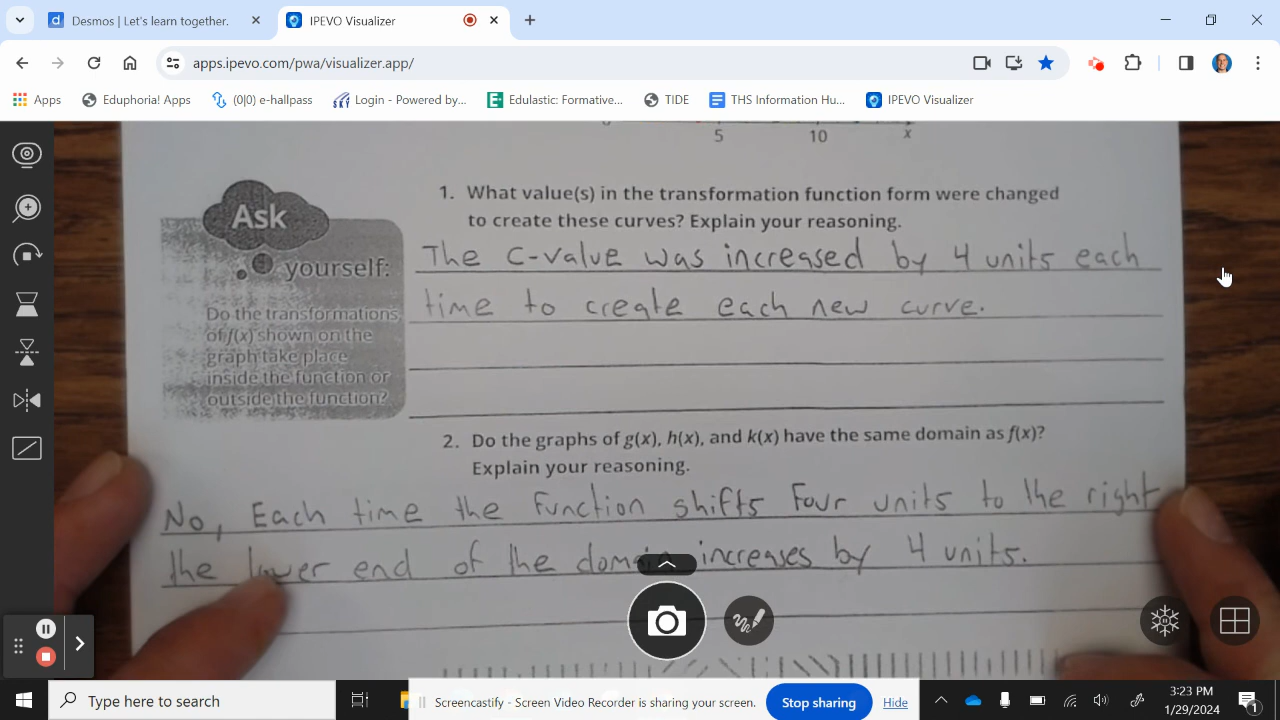 Desmos | Let's learn together.
IPEVO Visualizer
apps.ipevo.com/pwa/visualizer.app/
Apps
Eduphoria! Apps
(0|0) e-hallpass
Login - Powered by...
Edulastic: Formative...
TIDE
THS Information Hu...
IPEVO Visualizer
5 10 x
Ask
yourself:
Do the transformations
of f(x) shown on the
graph take place
inside the function or
outside the function?
1. What value(s) in the transformation function form were changed
to create these curves? Explain your reasoning.
The C-value was increased by 4 units each
time to create each new curve.
2. Do the graphs of g(x), h(x), and k(x) have the same domain as f(x)?
Explain your reasoning.
No, Each time the function shifts four units to the right
the lower end of the domain increases by 4 units.
Type here to search
Screencastify - Screen Video Recorder is sharing your screen.
Stop sharing
Hide
3:23 PM
1/29/2024
1